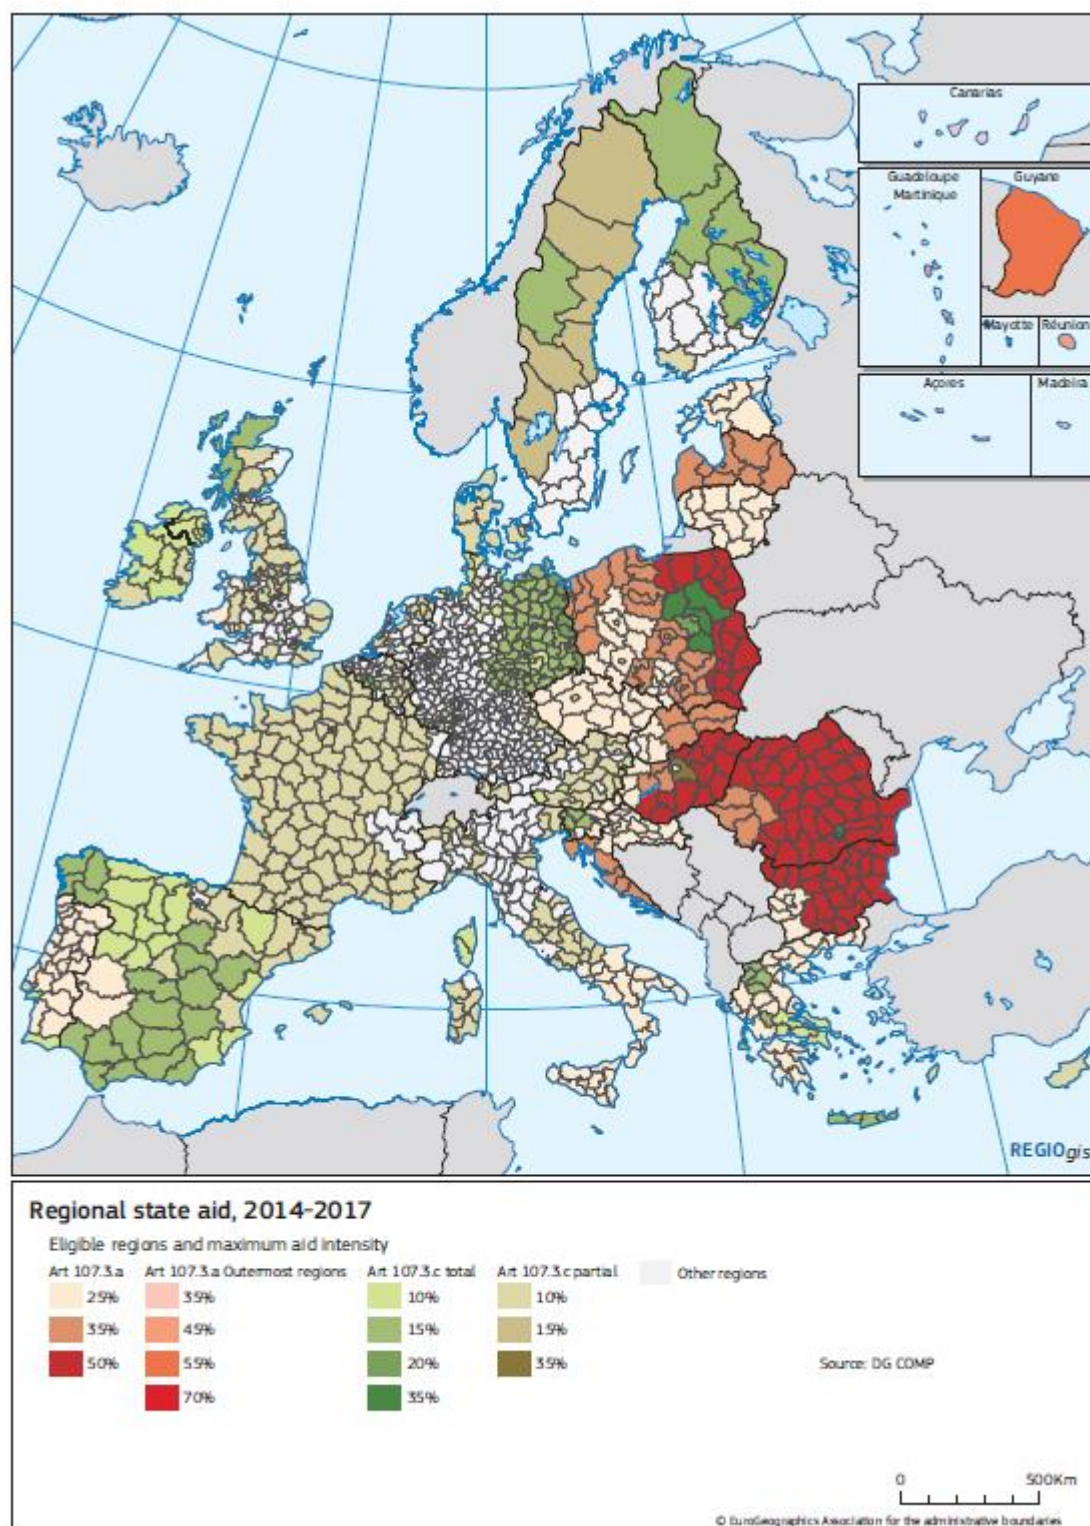 Canarias
Guadeloupe
Martinique
Guyane
Mayotte
Réunion
Açores
Madeira
REGIOgis
Regional state aid, 2014-2017
Eligible regions and maximum aid intensity
Art 107.3.a
25%
35%
50%
Art 107.3.a Outermost regions
35%
45%
55%
70%
Art 107.3.c total
10%
15%
20%
35%
Art 107.3.c partial
10%
15%
35%
Other regions
Source: DG COMP
0 500Km
© EuroGeographics Association for the administrative boundaries